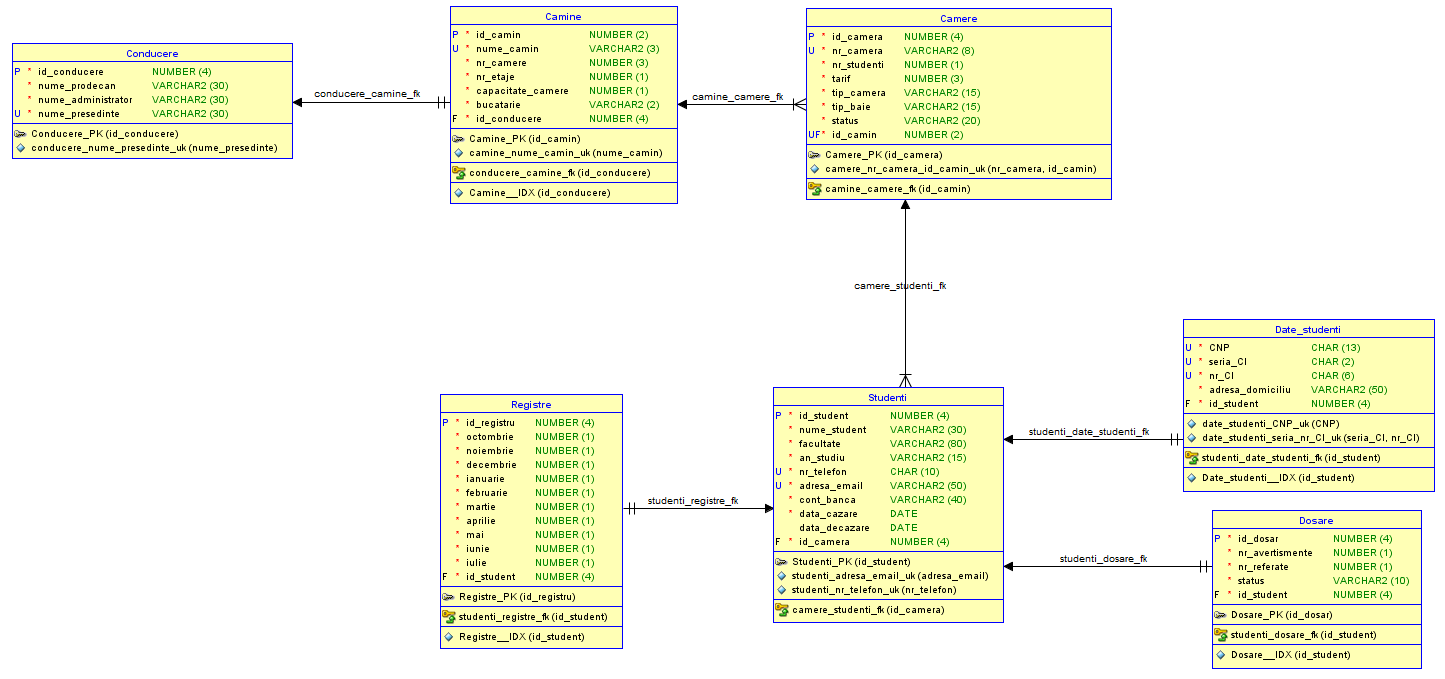 Conducere
P * id_conducere NUMBER (4)
* nume_prodecan VARCHAR2 (30)
* nume_administrator VARCHAR2 (30)
U * nume_presedinte VARCHAR2 (30)
Conducere_PK (id_conducere)
conducere_nume_presedinte_uk (nume_presedinte)
conducere_camine_fk
Camine
P * id_camin NUMBER (2)
U * nume_camin VARCHAR2 (3)
* nr_camere NUMBER (3)
* nr_etaje NUMBER (1)
* capacitate_camere NUMBER (1)
* bucatarie VARCHAR2 (2)
F * id_conducere NUMBER (4)
Camine_PK (id_camin)
camine_nume_camin_uk (nume_camin)
conducere_camine_fk (id_conducere)
Camine__IDX (id_conducere)
camine_camere_fk
Camere
P * id_camera NUMBER (4)
U * nr_camera VARCHAR2 (8)
* nr_studenti NUMBER (1)
* tarif NUMBER (3)
* tip_camera VARCHAR2 (15)
* tip_baie VARCHAR2 (15)
* status VARCHAR2 (20)
UF* id_camin NUMBER (2)
Camere_PK (id_camera)
camere_nr_camera_id_camin_uk (nr_camera, id_camin)
camine_camere_fk (id_camin)
camere_studenti_fk
Registre
P * id_registru NUMBER (4)
* octombrie NUMBER (1)
* noiembrie NUMBER (1)
* decembrie NUMBER (1)
* ianuarie NUMBER (1)
* februarie NUMBER (1)
* martie NUMBER (1)
* aprilie NUMBER (1)
* mai NUMBER (1)
* iunie NUMBER (1)
* iulie NUMBER (1)
F * id_student NUMBER (4)
Registre_PK (id_registru)
studenti_registre_fk (id_student)
Registre__IDX (id_student)
studenti_registre_fk
Studenti
P * id_student NUMBER (4)
* nume_student VARCHAR2 (30)
* facultate VARCHAR2 (80)
* an_studiu VARCHAR2 (15)
U * nr_telefon CHAR (10)
U * adresa_email VARCHAR2 (50)
* cont_banca VARCHAR2 (40)
* data_cazare DATE
data_decazare DATE
F * id_camera NUMBER (4)
Studenti_PK (id_student)
studenti_adresa_email_uk (adresa_email)
studenti_nr_telefon_uk (nr_telefon)
camere_studenti_fk (id_camera)
studenti_date_studenti_fk
Date_studenti
U * CNP CHAR (13)
U * seria_CI CHAR (2)
U * nr_CI CHAR (6)
* adresa_domiciliu VARCHAR2 (50)
F * id_student NUMBER (4)
date_studenti_CNP_uk (CNP)
date_studenti_seria_nr_CI_uk (seria_CI, nr_CI)
studenti_date_studenti_fk (id_student)
Date_studenti__IDX (id_student)
studenti_dosare_fk
Dosare
P * id_dosar NUMBER (4)
* nr_avertismente NUMBER (1)
* nr_referate NUMBER (1)
* status VARCHAR2 (10)
F * id_student NUMBER (4)
Dosare_PK (id_dosar)
studenti_dosare_fk (id_student)
Dosare__IDX (id_student)